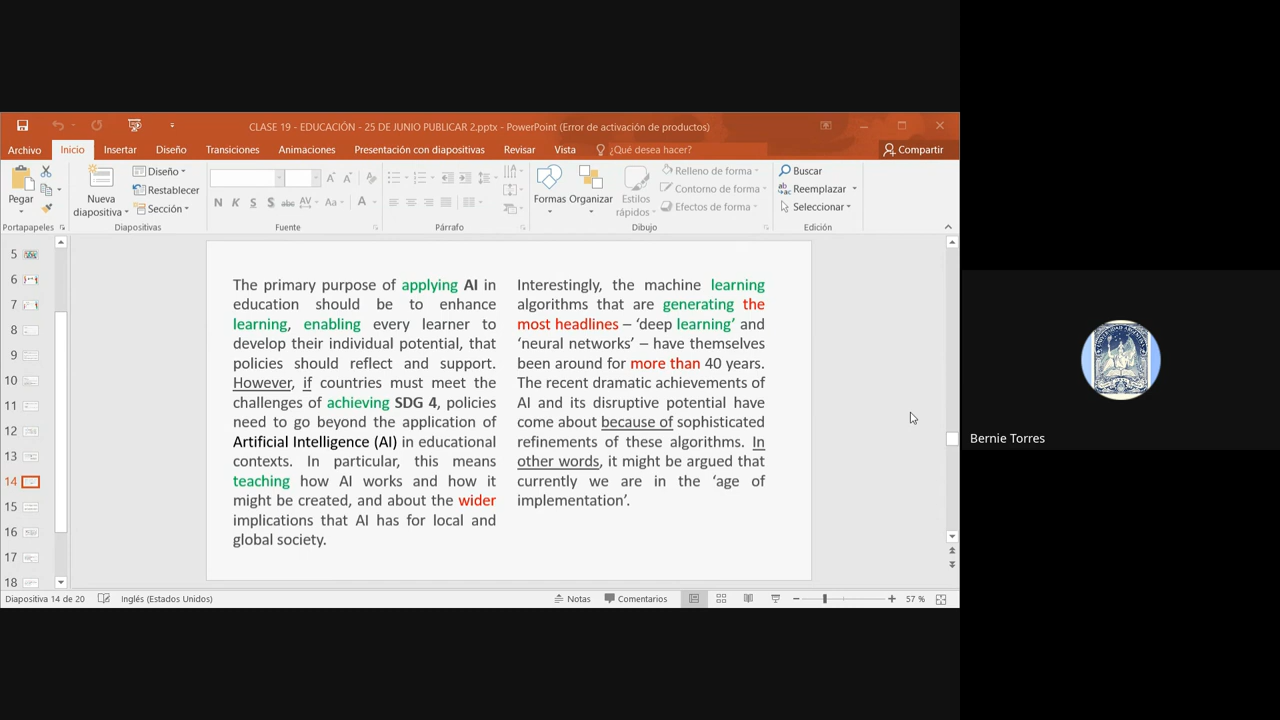 CLASE 19 - EDUCACIÓN - 25 DE JUNIO PUBLICAR 2.pptx - PowerPoint (Error de activación de productos)
Archivo Inicio Insertar Diseño Transiciones Animaciones Presentación con diapositivas Revisar Vista ¿Qué desea hacer? Compartir
Pegar
Portapapeles
Nueva diapositiva
Diseño
Restablecer
Sección
Diapositivas
N K S S abc AV Aa A
Fuente
Párrafo
Formas
Organizar
Estilos rápidos
Relleno de forma
Contorno de forma
Efectos de forma
Dibujo
Buscar
Reemplazar
Seleccionar
Edición
5
6
7
8
9
10
11
12
13
14
15
16
17
18
The primary purpose of applying AI in
education should be to enhance
learning, enabling every learner to
develop their individual potential, that
policies should reflect and support.
However, if countries must meet the
challenges of achieving SDG 4, policies
need to go beyond the application of
Artificial Intelligence (AI) in educational
contexts. In particular, this means
teaching how AI works and how it
might be created, and about the wider
implications that AI has for local and
global society.
Interestingly, the machine learning
algorithms that are generating the
most headlines – ‘deep learning’ and
‘neural networks’ – have themselves
been around for more than 40 years.
The recent dramatic achievements of
AI and its disruptive potential have
come about because of sophisticated
refinements of these algorithms. In
other words, it might be argued that
currently we are in the ‘age of
implementation’.
Bernie Torres
Diapositiva 14 de 20 Inglés (Estados Unidos) Notas Comentarios 57 %